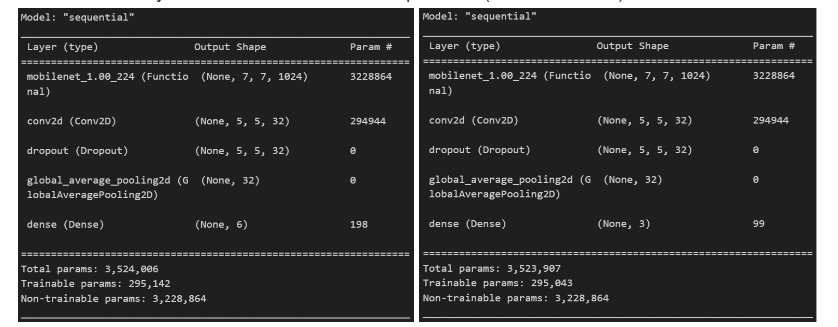 Model: "sequential"
Layer (type) Output Shape Param #
=================================================================
mobilenet_1.00_224 (Functio (None, 7, 7, 1024) 3228864
nal)
conv2d (Conv2D) (None, 5, 5, 32) 294944
dropout (Dropout) (None, 5, 5, 32) 0
global_average_pooling2d (G (None, 32) 0
lobalAveragePooling2D)
dense (Dense) (None, 6) 198
=================================================================
Total params: 3,524,006
Trainable params: 295,142
Non-trainable params: 3,228,864
Model: "sequential"
Layer (type) Output Shape Param #
=================================================================
mobilenet_1.00_224 (Functio (None, 7, 7, 1024) 3228864
nal)
conv2d (Conv2D) (None, 5, 5, 32) 294944
dropout (Dropout) (None, 5, 5, 32) 0
global_average_pooling2d (G (None, 32) 0
lobalAveragePooling2D)
dense (Dense) (None, 3) 99
=================================================================
Total params: 3,523,907
Trainable params: 295,043
Non-trainable params: 3,228,864